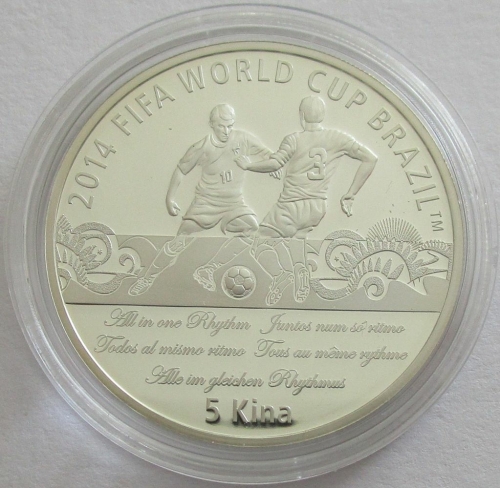 2014 FIFA WORLD CUP BRAZIL™
10
3
All in one Rhythm Juntos num só ritmo
Todos al mismo ritmo Tous au même rythme
Alle im gleichen Rhythmus
5 Kina